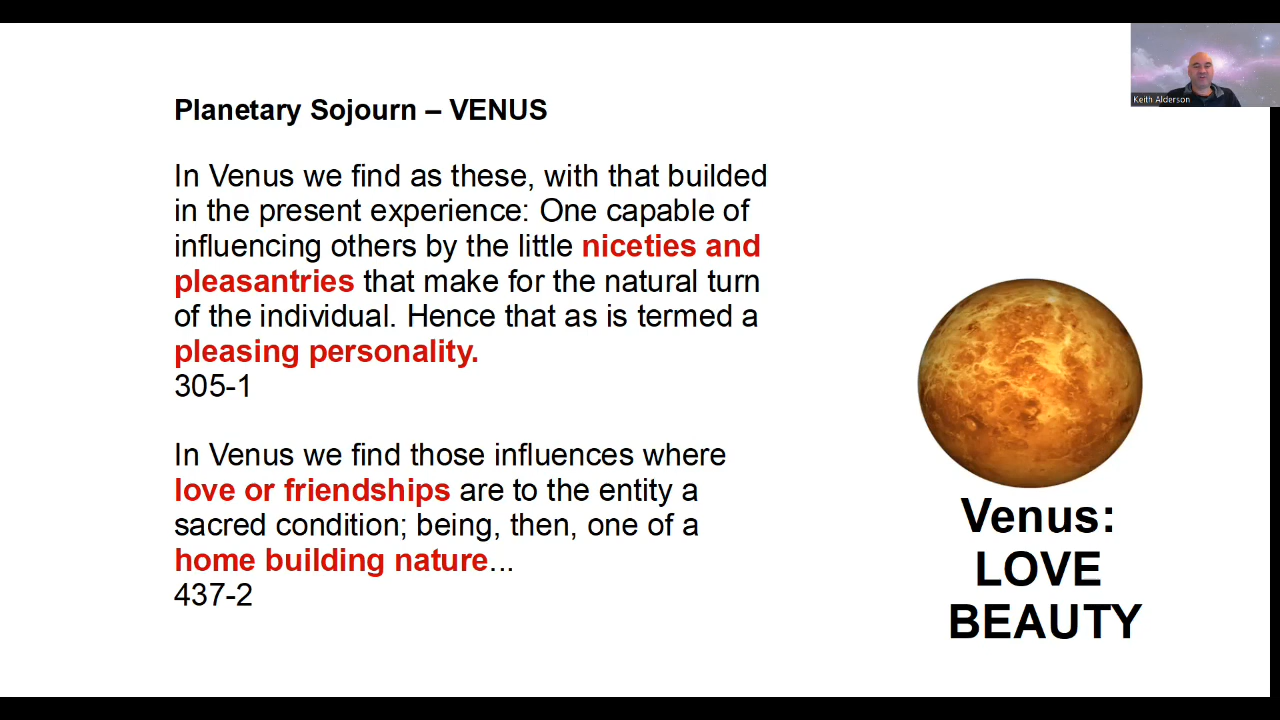 Keith Alderson
Planetary Sojourn – VENUS
In Venus we find as these, with that builded
in the present experience: One capable of
influencing others by the little niceties and
pleasantries that make for the natural turn
of the individual. Hence that as is termed a
pleasing personality.
305-1
In Venus we find those influences where
love or friendships are to the entity a
sacred condition; being, then, one of a
home building nature...
437-2
Venus:
LOVE
BEAUTY